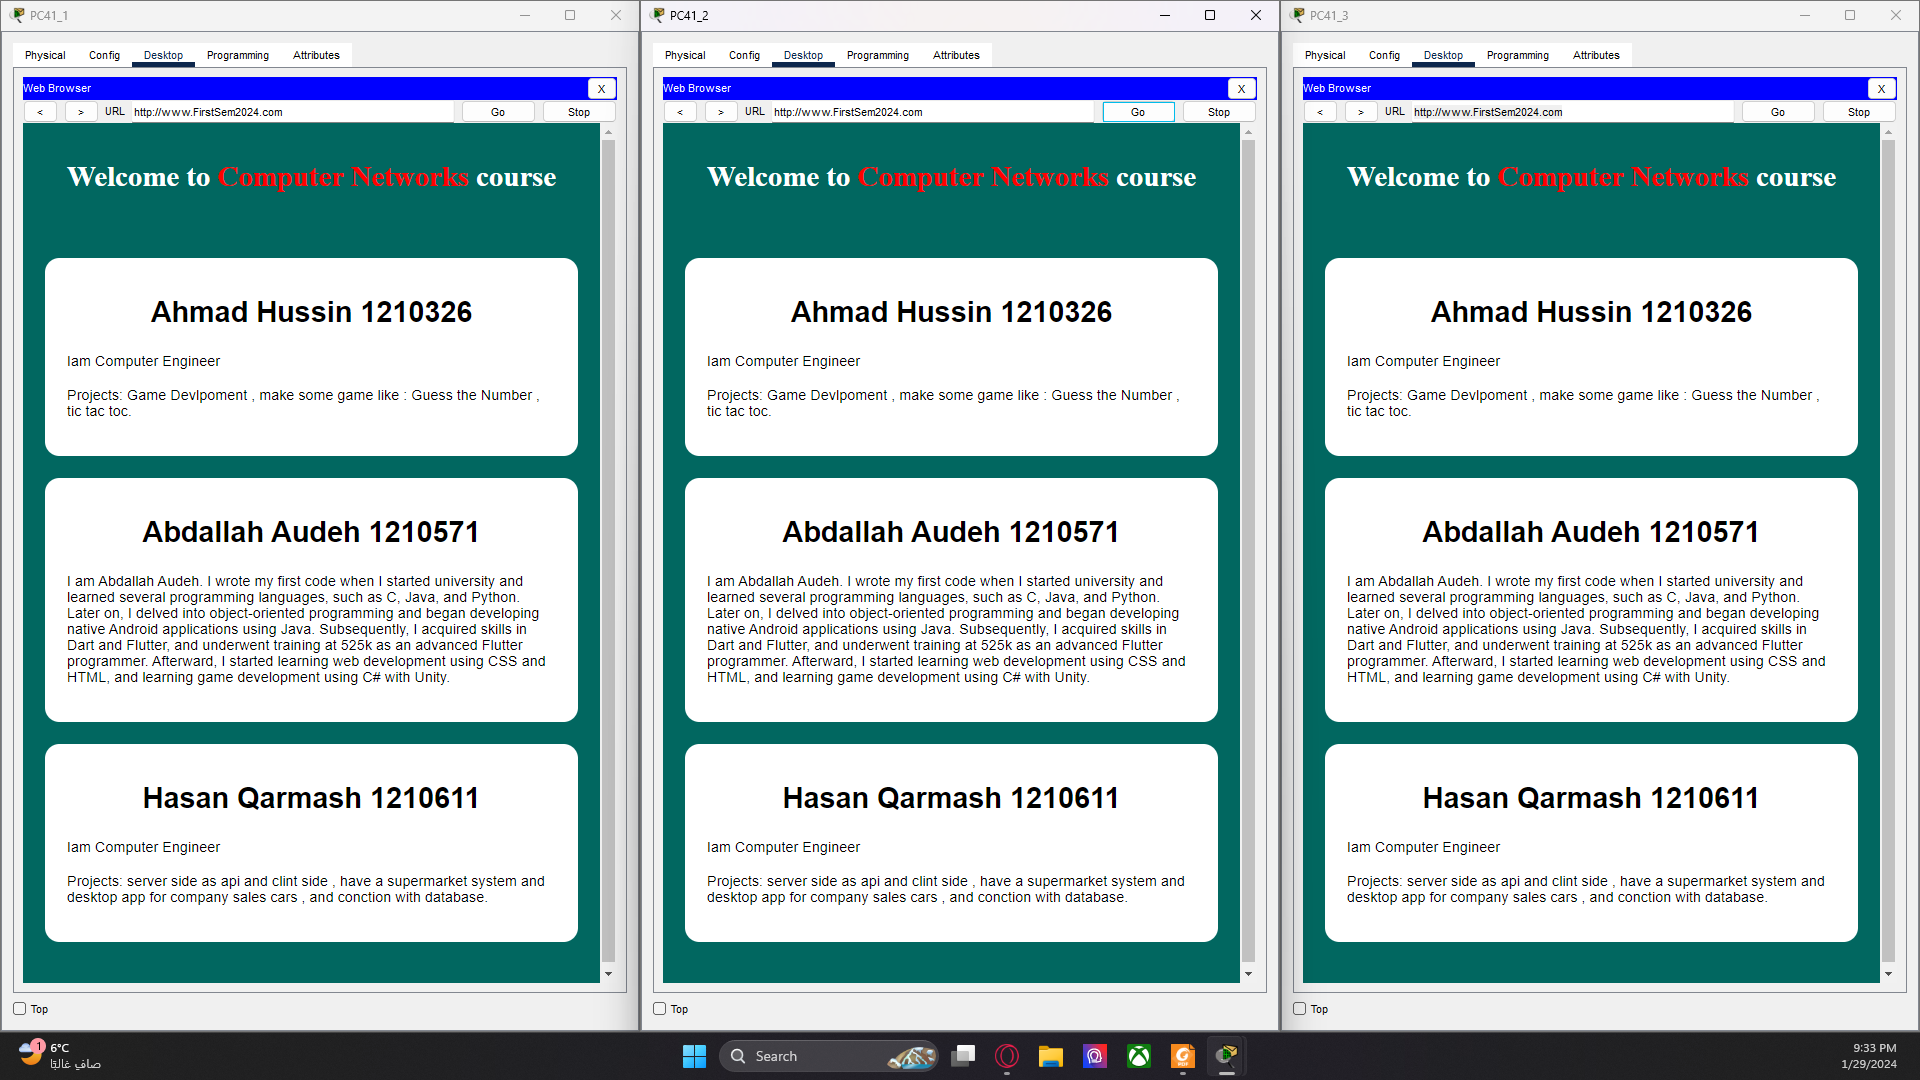 PC41_1
Physical Config Desktop Programming Attributes
Web Browser X
< > URL http://www.FirstSem2024.com Go Stop
Welcome to Computer Networks course
Ahmad Hussin 1210326
Iam Computer Engineer
Projects: Game Devlpoment , make some game like : Guess the Number ,
tic tac toc.
Abdallah Audeh 1210571
I am Abdallah Audeh. I wrote my first code when I started university and
learned several programming languages, such as C, Java, and Python.
Later on, I delved into object-oriented programming and began developing
native Android applications using Java. Subsequently, I acquired skills in
Dart and Flutter, and underwent training at 525k as an advanced Flutter
programmer. Afterward, I started learning web development using CSS and
HTML, and learning game development using C# with Unity.
Hasan Qarmash 1210611
Iam Computer Engineer
Projects: server side as api and clint side , have a supermarket system and
desktop app for company sales cars , and conction with database.
Top
PC41_2
Physical Config Desktop Programming Attributes
Web Browser X
< > URL http://www.FirstSem2024.com Go Stop
Welcome to Computer Networks course
Ahmad Hussin 1210326
Iam Computer Engineer
Projects: Game Devlpoment , make some game like : Guess the Number ,
tic tac toc.
Abdallah Audeh 1210571
I am Abdallah Audeh. I wrote my first code when I started university and
learned several programming languages, such as C, Java, and Python.
Later on, I delved into object-oriented programming and began developing
native Android applications using Java. Subsequently, I acquired skills in
Dart and Flutter, and underwent training at 525k as an advanced Flutter
programmer. Afterward, I started learning web development using CSS and
HTML, and learning game development using C# with Unity.
Hasan Qarmash 1210611
Iam Computer Engineer
Projects: server side as api and clint side , have a supermarket system and
desktop app for company sales cars , and conction with database.
Top
PC41_3
Physical Config Desktop Programming Attributes
Web Browser X
< > URL http://www.FirstSem2024.com Go Stop
Welcome to Computer Networks course
Ahmad Hussin 1210326
Iam Computer Engineer
Projects: Game Devlpoment , make some game like : Guess the Number ,
tic tac toc.
Abdallah Audeh 1210571
I am Abdallah Audeh. I wrote my first code when I started university and
learned several programming languages, such as C, Java, and Python.
Later on, I delved into object-oriented programming and began developing
native Android applications using Java. Subsequently, I acquired skills in
Dart and Flutter, and underwent training at 525k as an advanced Flutter
programmer. Afterward, I started learning web development using CSS and
HTML, and learning game development using C# with Unity.
Hasan Qarmash 1210611
Iam Computer Engineer
Projects: server side as api and clint side , have a supermarket system and
desktop app for company sales cars , and conction with database.
Top
1 6°C
صافٍ غالبًا
Search
9:33 PM
1/29/2024